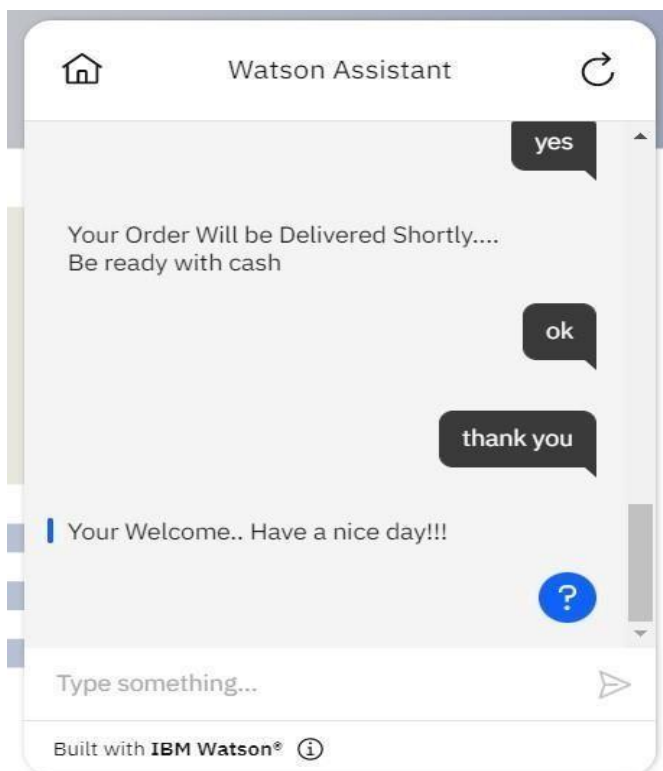 Watson Assistant
yes
Your Order Will be Delivered Shortly....
Be ready with cash
ok
thank you
Your Welcome.. Have a nice day!!!
?
Type something...
Built with IBM Watson®